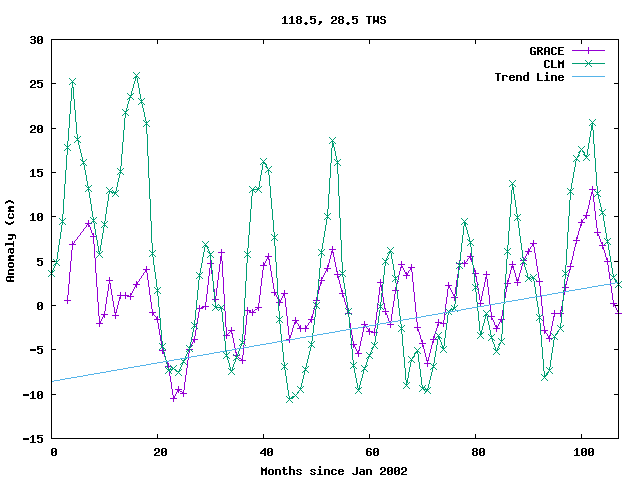 118.5, 28.5 TWS
GRACE
CLM
Trend Line
30
25
20
15
10
5
0
-5
-10
-15
Anomaly (cm)
0 20 40 60 80 100
Months since Jan 2002